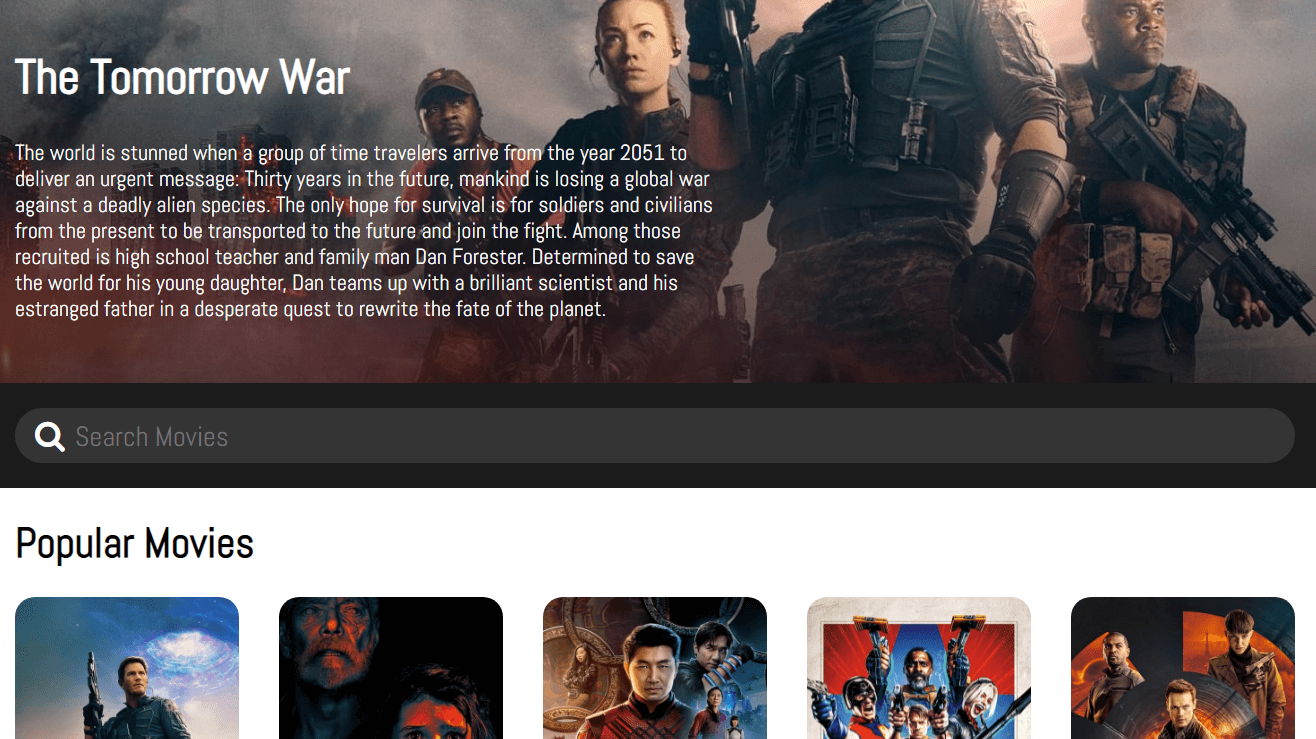 The Tomorrow War
The world is stunned when a group of time travelers arrive from the year 2051 to
deliver an urgent message: Thirty years in the future, mankind is losing a global war
against a deadly alien species. The only hope for survival is for soldiers and civilians
from the present to be transported to the future and join the fight. Among those
recruited is high school teacher and family man Dan Forester. Determined to save
the world for his young daughter, Dan teams up with a brilliant scientist and his
estranged father in a desperate quest to rewrite the fate of the planet.
Search Movies
Popular Movies